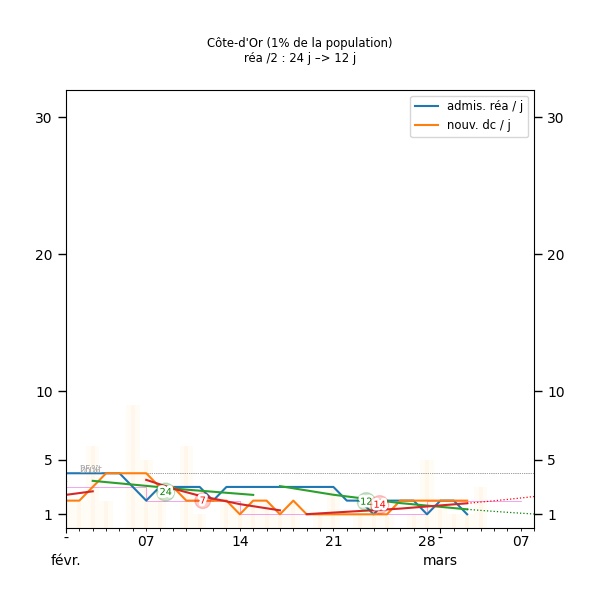 Côte-d'Or (1% de la population)
réa /2 : 24 j –> 12 j
admis. réa / j
nouv. dc / j
30 30
20 20
10 10
5 5
1 1
24
7
12
14
07 14 21 28 07
févr. mars